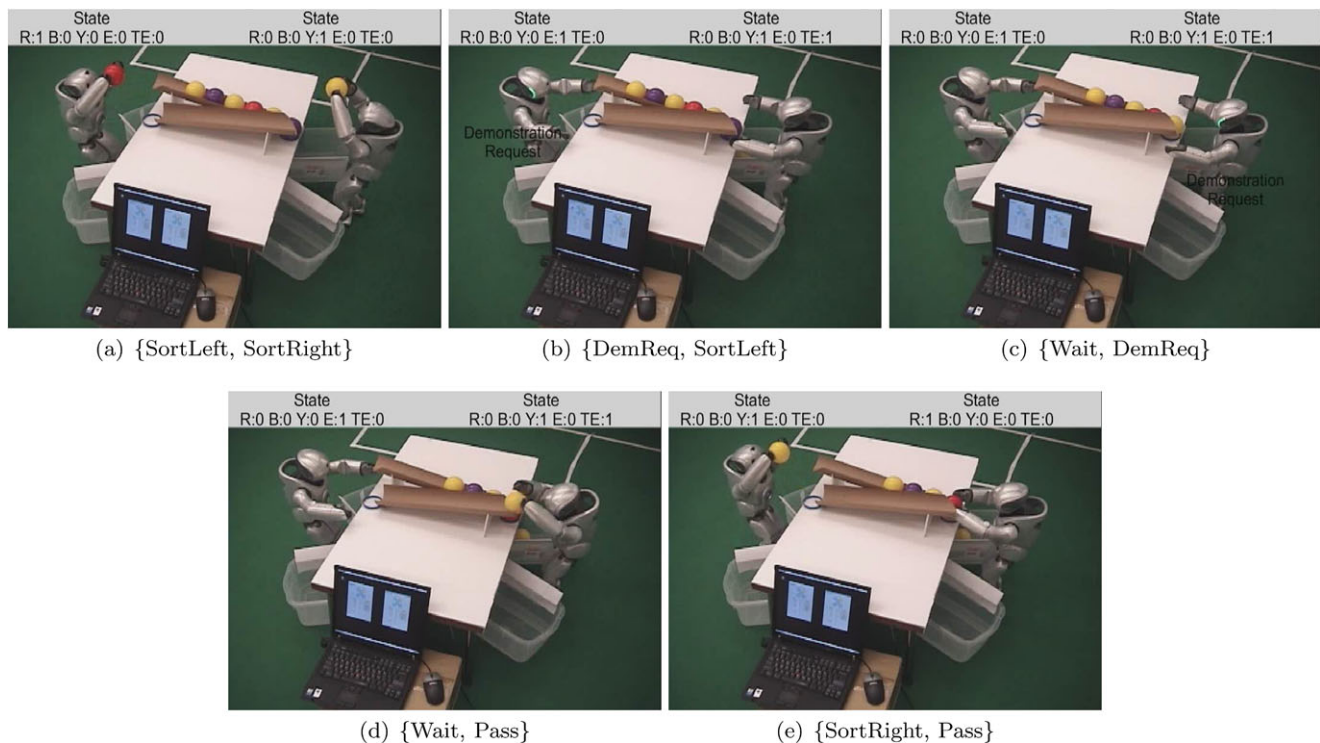 State State
R:1 B:0 Y:0 E:0 TE:0 R:0 B:0 Y:1 E:0 TE:0
State State
R:0 B:0 Y:0 E:1 TE:0 R:0 B:0 Y:1 E:0 TE:1
Demonstration
Request
State State
R:0 B:0 Y:0 E:1 TE:0 R:0 B:0 Y:1 E:0 TE:1
Demonstration
Request
(a) {SortLeft, SortRight}
(b) {DemReq, SortLeft}
(c) {Wait, DemReq}
State State
R:0 B:0 Y:0 E:1 TE:0 R:0 B:0 Y:1 E:0 TE:1
State State
R:0 B:0 Y:1 E:0 TE:0 R:1 B:0 Y:0 E:0 TE:0
(d) {Wait, Pass}
(e) {SortRight, Pass}